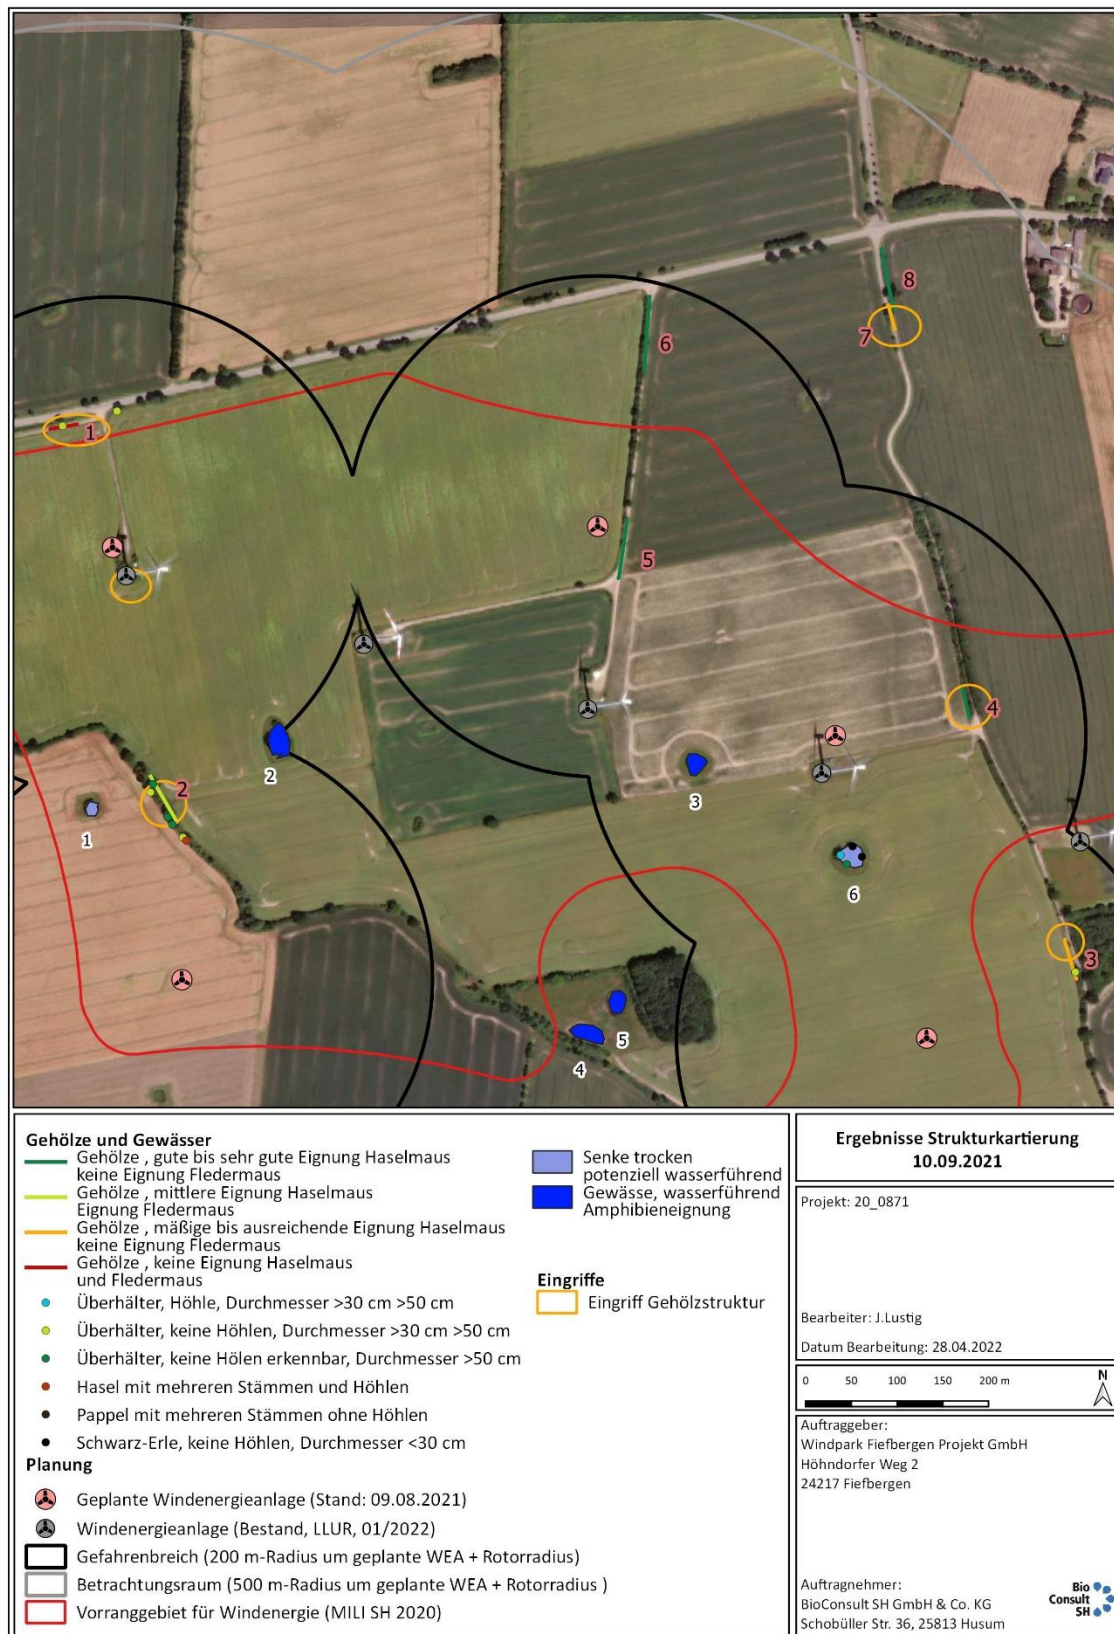 8
7
6
1
5
4
2
2
1
3
6
3
5
4
Gehölze und Gewässer
Gehölze , gute bis sehr gute Eignung Haselmaus
keine Eignung Fledermaus
Gehölze , mittlere Eignung Haselmaus
Eignung Fledermaus
Gehölze , mäßige bis ausreichende Eignung Haselmaus
keine Eignung Fledermaus
Gehölze , keine Eignung Haselmaus
und Fledermaus
Überhälter, Höhle, Durchmesser >30 cm >50 cm
Überhälter, keine Höhlen, Durchmesser >30 cm >50 cm
Überhälter, keine Hölen erkennbar, Durchmesser >50 cm
Hasel mit mehreren Stämmen und Höhlen
Pappel mit mehreren Stämmen ohne Höhlen
Schwarz-Erle, keine Höhlen, Durchmesser <30 cm
Senke trocken
potenziell wasserführend
Gewässe, wasserführend
Amphibieneignung
Eingriffe
Eingriff Gehölzstruktur
Planung
Geplante Windenergieanlage (Stand: 09.08.2021)
Windenergieanlage (Bestand, LLUR, 01/2022)
Gefahrenbreich (200 m-Radius um geplante WEA + Rotorradius)
Betrachtungsraum (500 m-Radius um geplante WEA + Rotorradius )
Vorranggebiet für Windenergie (MILI SH 2020)
Ergebnisse Strukturkartierung
10.09.2021
Projekt: 20_0871
Bearbeiter: J.Lustig
Datum Bearbeitung: 28.04.2022
0 50 100 150 200 m
N
Auftraggeber:
Windpark Fiefbergen Projekt GmbH
Höhndorfer Weg 2
24217 Fiefbergen
Auftragnehmer:
BioConsult SH GmbH & Co. KG
Schobüller Str. 36, 25813 Husum
Bio
Consult
SH